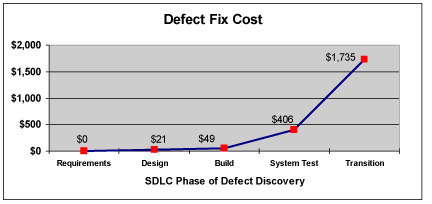 Defect Fix Cost
$2,000
$1,500
$1,000
$500
$0
$0
$21
$49
$406
$1,735
Requirements
Design
Build
System Test
Transition
SDLC Phase of Defect Discovery